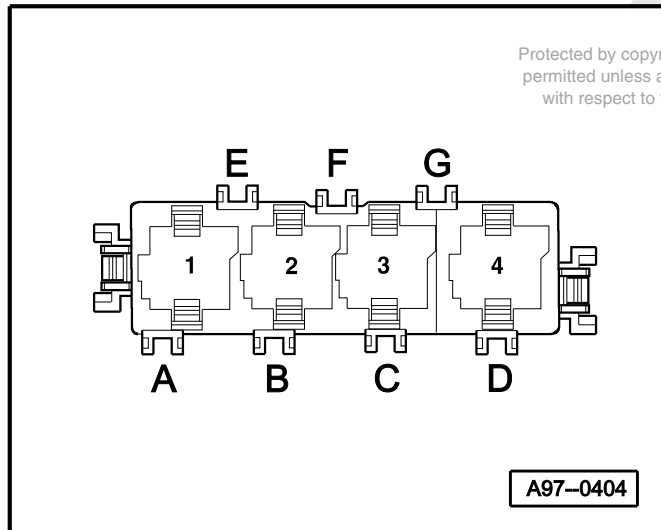 Protected by copyr
permitted unless a
with respect to
E F G
1 2 3 4
A B C D
A97--0404